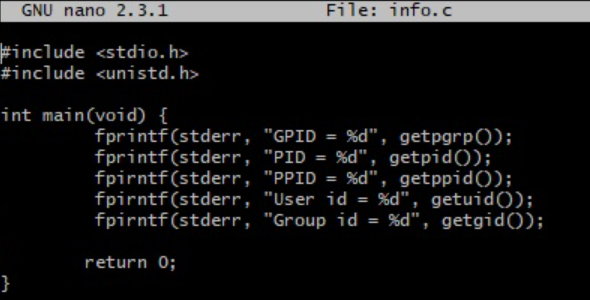 GNU nano 2.3.1 File: info.c
#include <stdio.h>
#include <unistd.h>
int main(void) {
fprintf(stderr, "GPID = %d", getpgrp());
fpirntf(stderr, "PID = %d", getpid());
fpirntf(stderr, "PPID = %d", getppid());
fpirntf(stderr, "User id = %d", getuid());
fpirntf(stderr, "Group id = %d", getgid());
return 0;
}